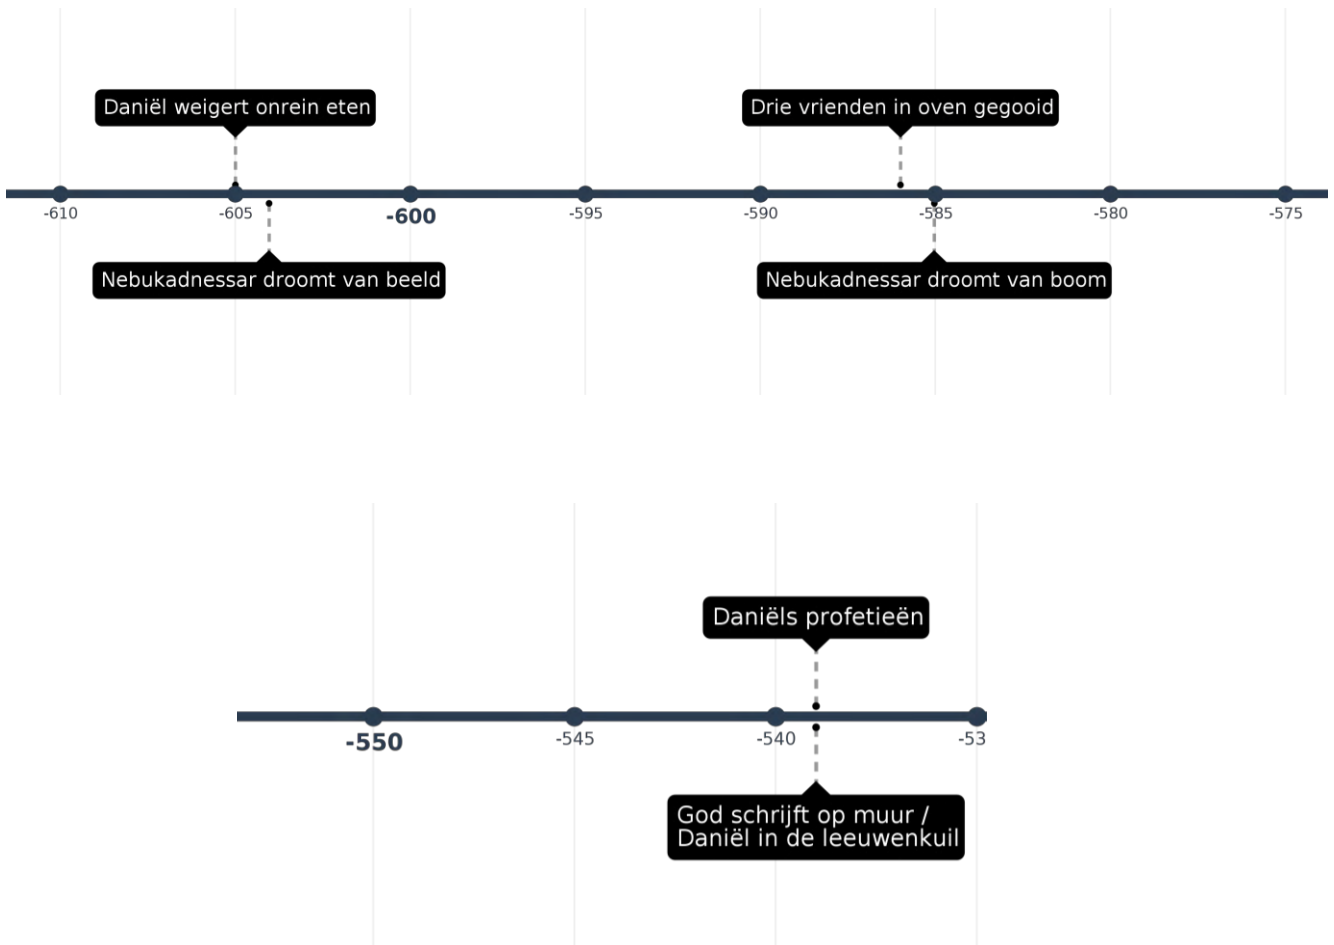 Daniël weigert onrein eten
Drie vrienden in oven gegooid
-610
-605
-600
-595
-590
-585
-580
-575
Nebukadnessar droomt van beeld
Nebukadnessar droomt van boom
Daniëls profetieën
-550
-545
-540
-53
God schrijft op muur /
Daniël in de leeuwenkuil